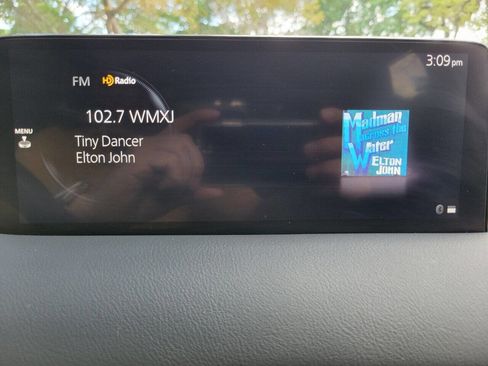 3:09 pm
FM HD Radio
102.7 WMXJ
MENU
Tiny Dancer
Elton John
Madman
across the
Water
ELTON
JOHN